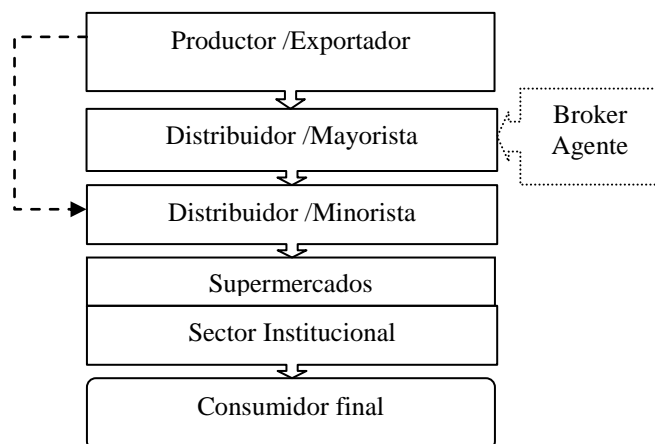 Productor /Exportador
Distribuidor /Mayorista
Broker
Agente
Distribuidor /Minorista
Supermercados
Sector Institucional
Consumidor final